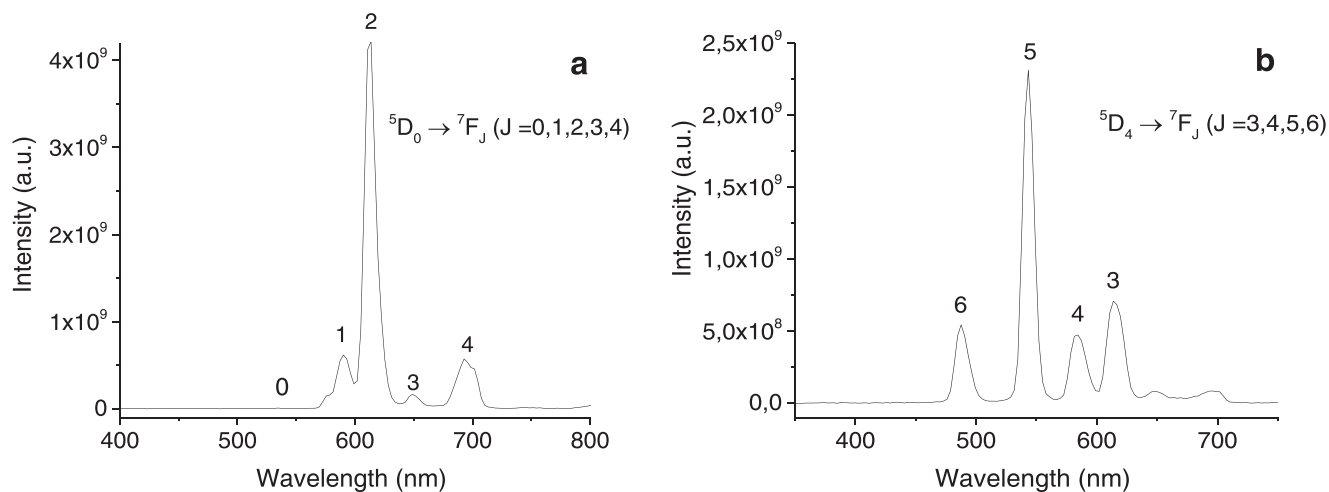 a
⁵D₀ → ⁷F_J (J =0,1,2,3,4)
4x10⁹
3x10⁹
2x10⁹
1x10⁹
0
Intensity (a.u.)
0
1
2
3
4
400 500 600 700 800
Wavelength (nm)
b
⁵D₄ → ⁷F_J (J =3,4,5,6)
2,5x10⁹
2,0x10⁹
1,5x10⁹
1,0x10⁹
5,0x10⁸
0,0
Intensity (a.u.)
6
5
4
3
400 500 600 700
Wavelength (nm)